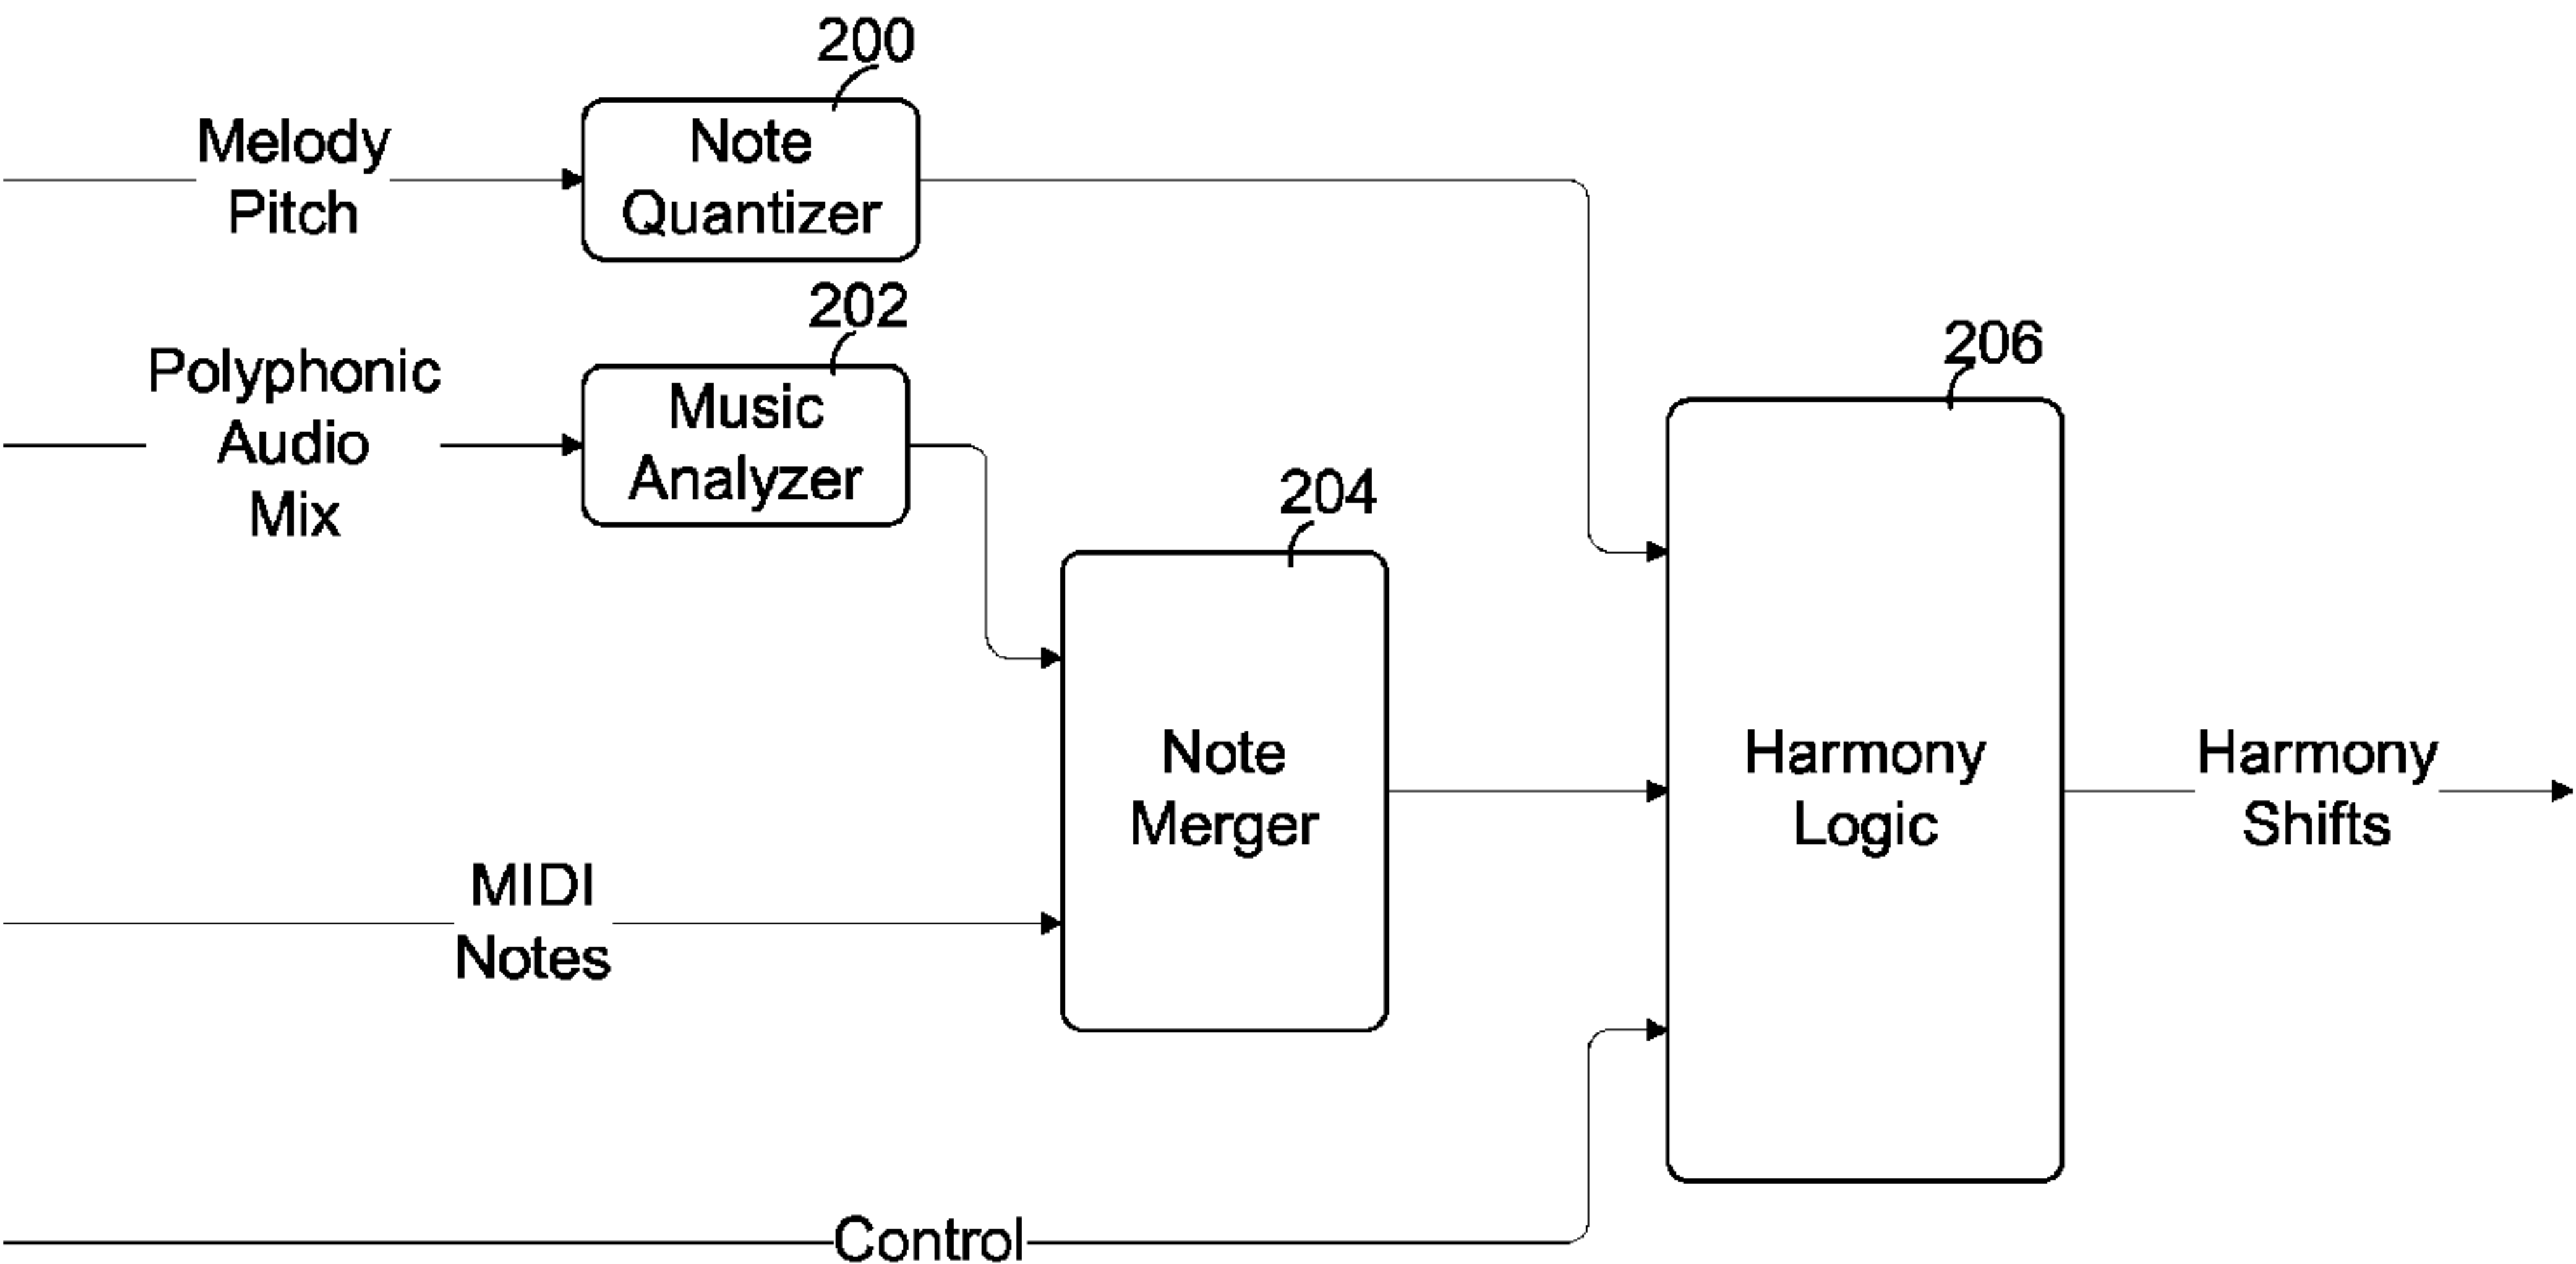 200
Melody
Pitch
Note
Quantizer
202
Polyphonic
Audio
Mix
Music
Analyzer
204
206
Note
Merger
Harmony
Logic
Harmony
Shifts
MIDI
Notes
Control